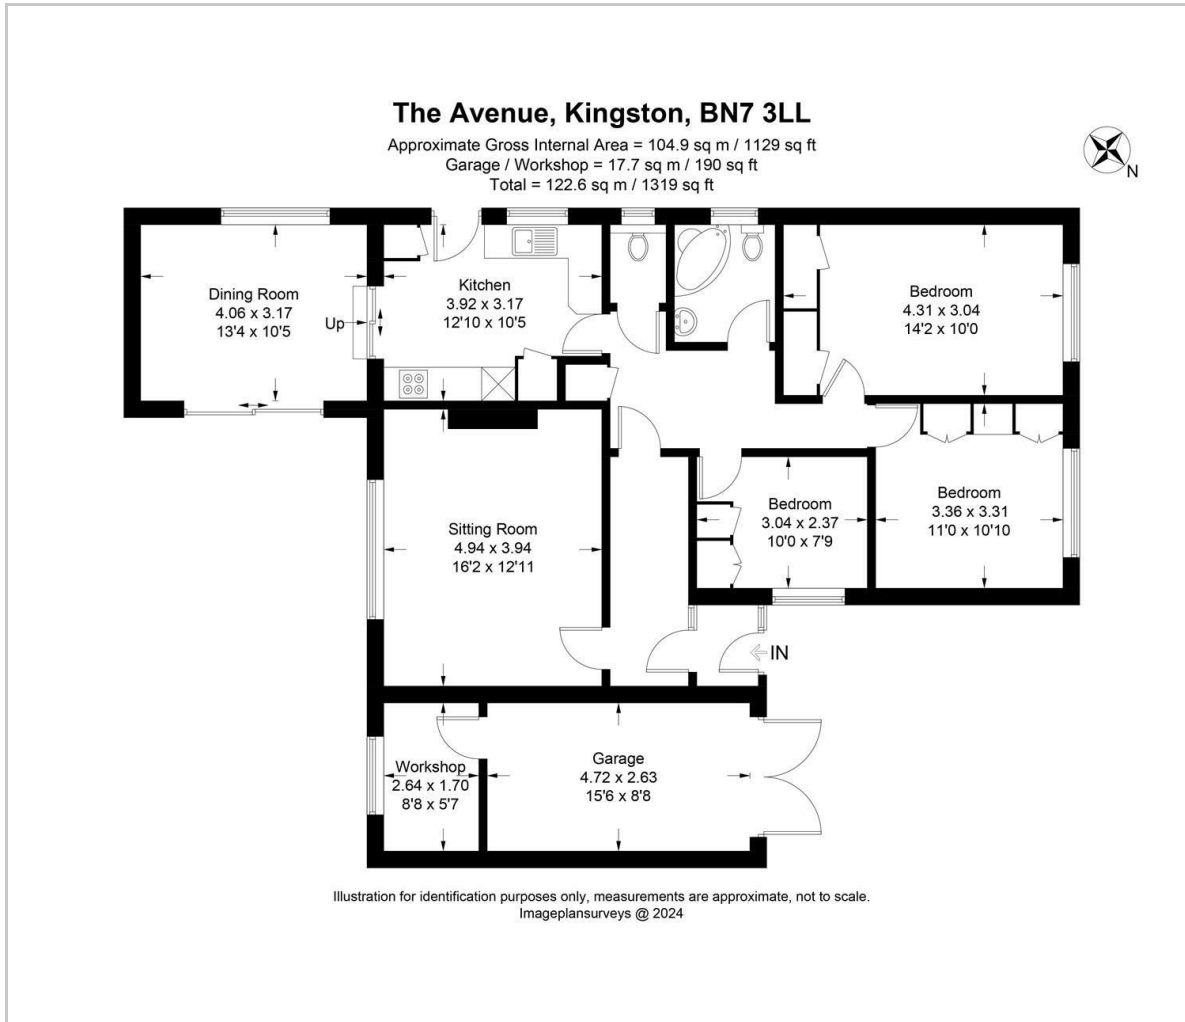 The Avenue, Kingston, BN7 3LL
Approximate Gross Internal Area = 104.9 sq m / 1129 sq ft
Garage / Workshop = 17.7 sq m / 190 sq ft
Total = 122.6 sq m / 1319 sq ft
N
Dining Room
4.06 x 3.17
13'4 x 10'5
Up
Kitchen
3.92 x 3.17
12'10 x 10'5
Bedroom
4.31 x 3.04
14'2 x 10'0
Sitting Room
4.94 x 3.94
16'2 x 12'11
Bedroom
3.04 x 2.37
10'0 x 7'9
Bedroom
3.36 x 3.31
11'0 x 10'10
IN
Workshop
2.64 x 1.70
8'8 x 5'7
Garage
4.72 x 2.63
15'6 x 8'8
Illustration for identification purposes only, measurements are approximate, not to scale.
Imageplansurveys @ 2024